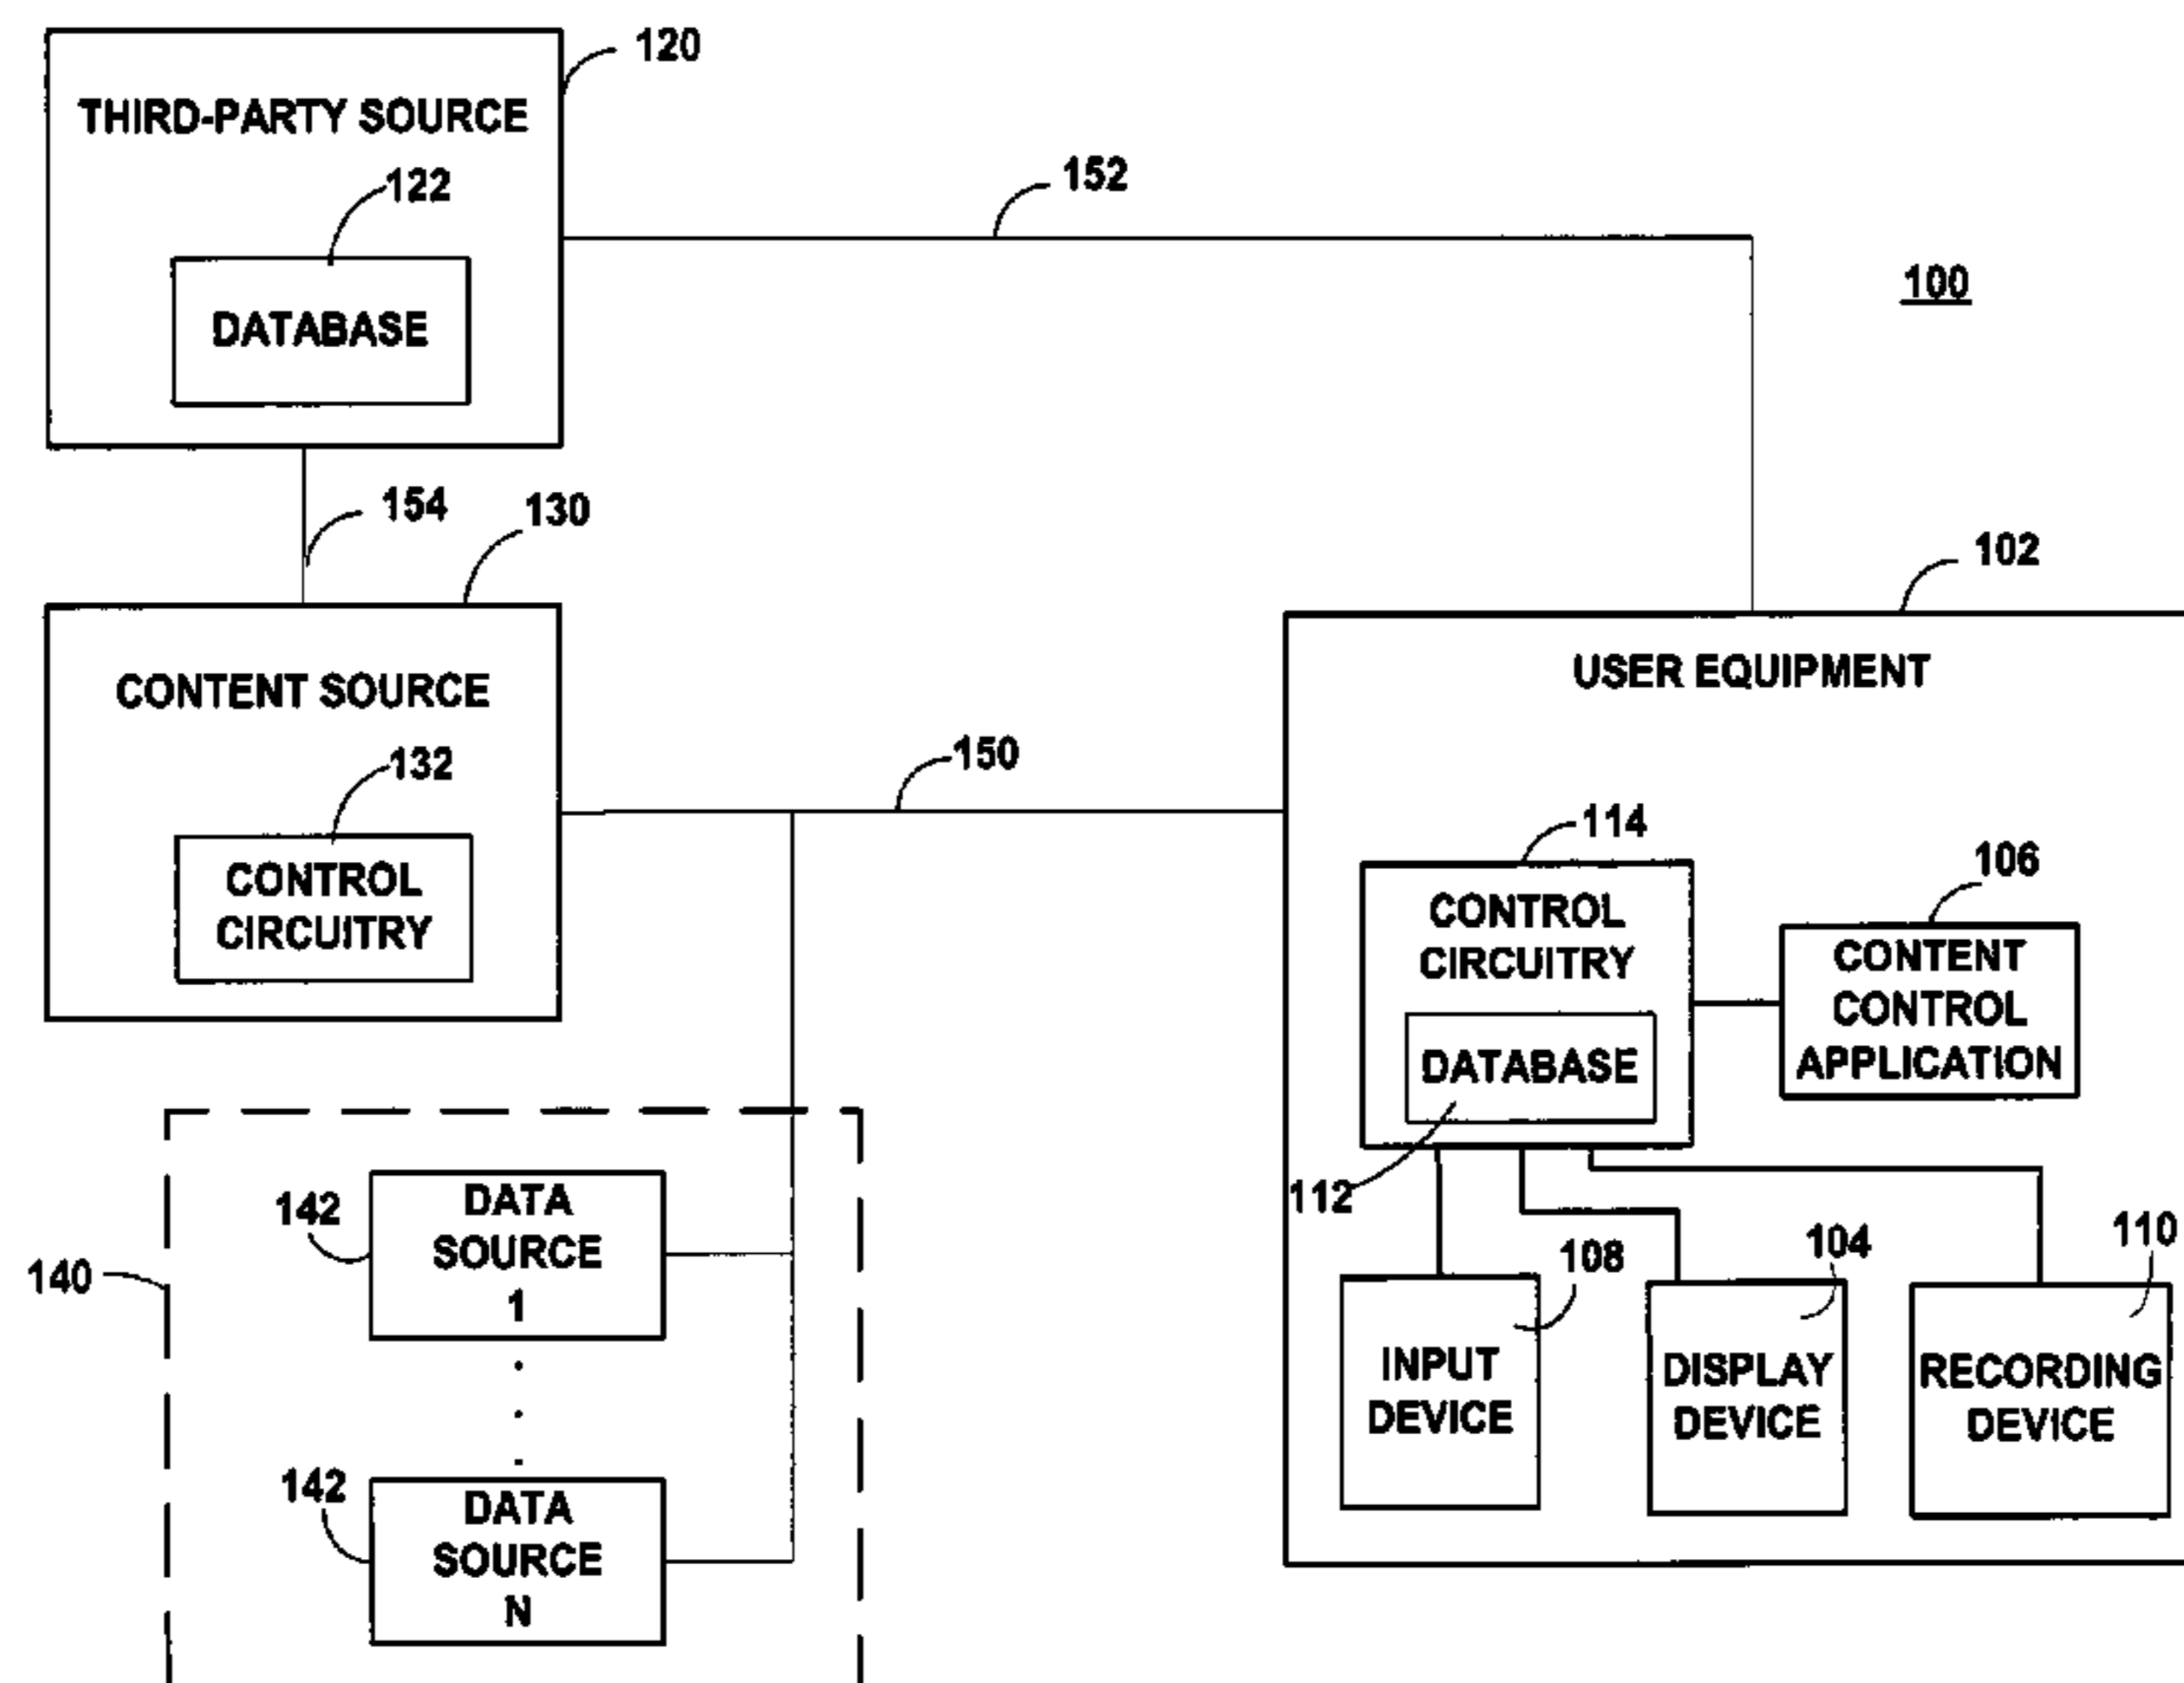 120
THIRD-PARTY SOURCE
122
DATABASE
152
100
154
130
102
CONTENT SOURCE
USER EQUIPMENT
132
150
CONTROL
CIRCUITRY
114
106
CONTROL
CIRCUITRY
CONTENT
CONTROL
APPLICATION
DATABASE
112
142
DATA
SOURCE
1
140
108
104
110
INPUT
DEVICE
DISPLAY
DEVICE
RECORDING
DEVICE
142
DATA
SOURCE
N